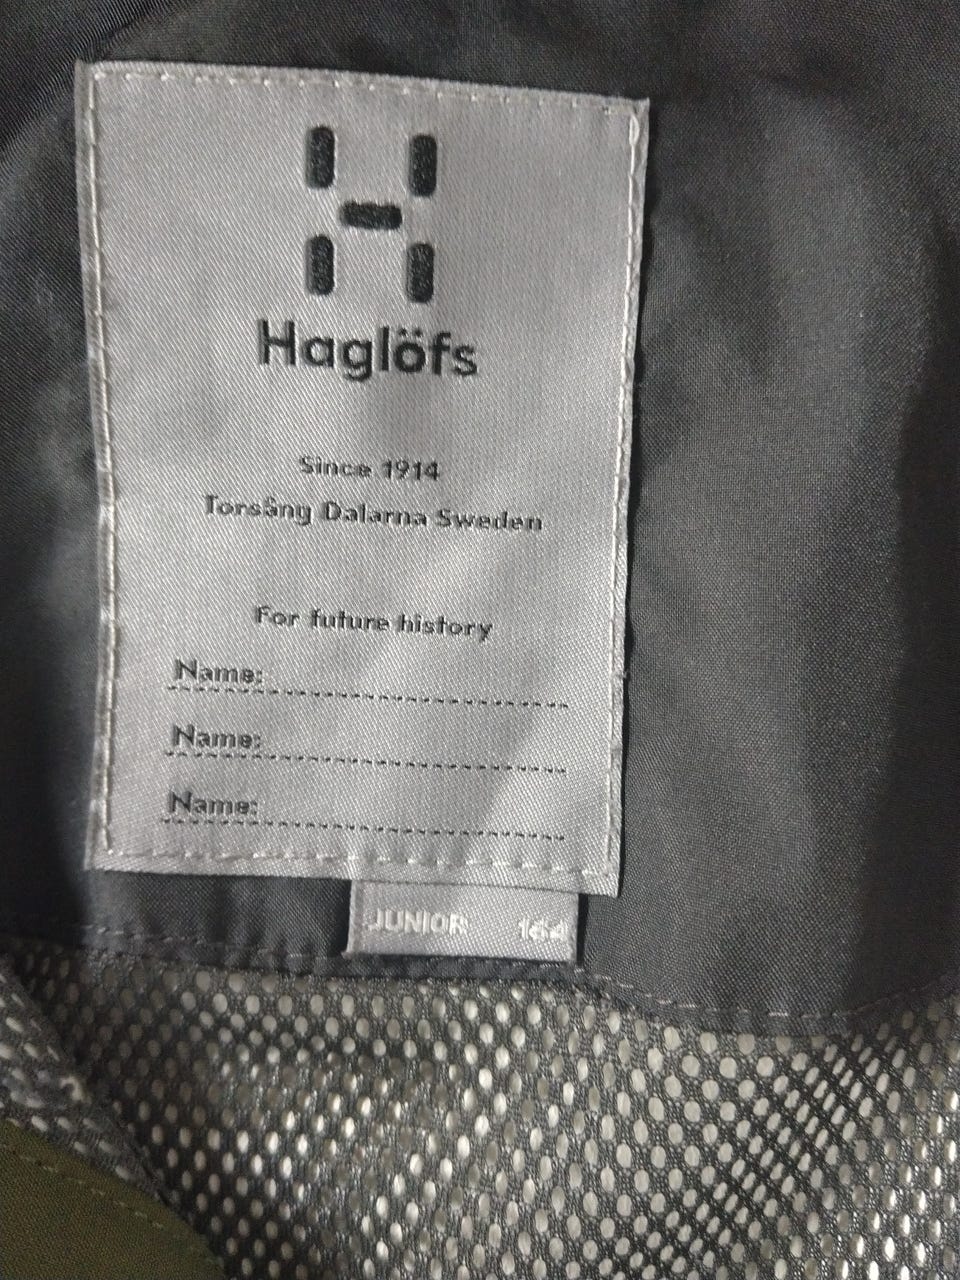 Haglöfs
Since 1914
Torsång Dalarna Sweden
For future history
Name:
Name:
Name:
JUNIOR 164